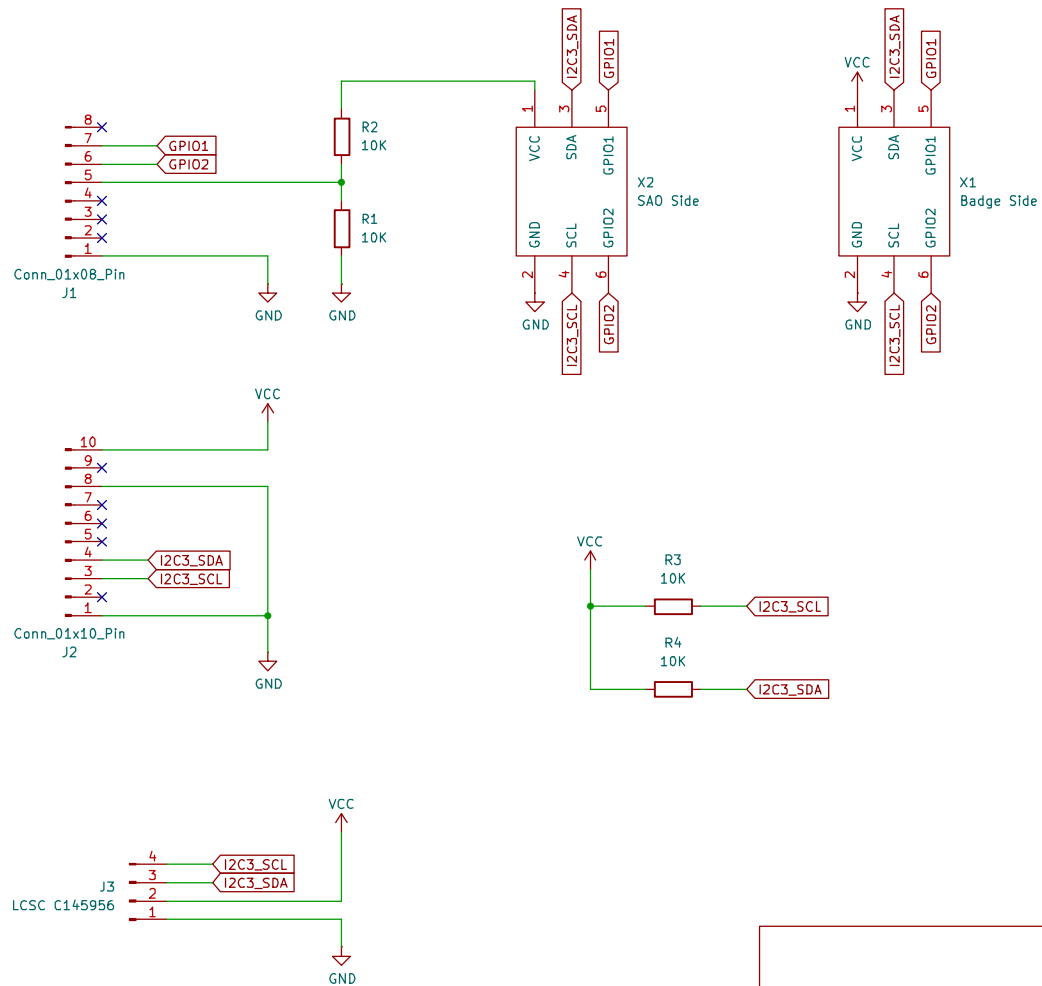 I2C3_SDA
GPIO1
1
3
5
VCC
SDA
GPIO1
GND
SCL
GPIO2
2
4
6
GND
I2C3_SCL
GPIO2
X2
SAO Side
VCC
I2C3_SDA
GPIO1
1
3
5
VCC
SDA
GPIO1
GND
SCL
GPIO2
2
4
6
GND
I2C3_SCL
GPIO2
X1
Badge Side
8
7
GPIO1
6
GPIO2
5
4
3
2
1
Conn_01x08_Pin
J1
GND
R2
10K
R1
10K
GND
VCC
10
9
8
7
6
5
4
I2C3_SDA
3
I2C3_SCL
2
1
Conn_01x10_Pin
J2
GND
VCC
R3
10K
I2C3_SCL
R4
10K
I2C3_SDA
VCC
4
I2C3_SCL
3
I2C3_SDA
2
1
J3
LCSC C145956
GND